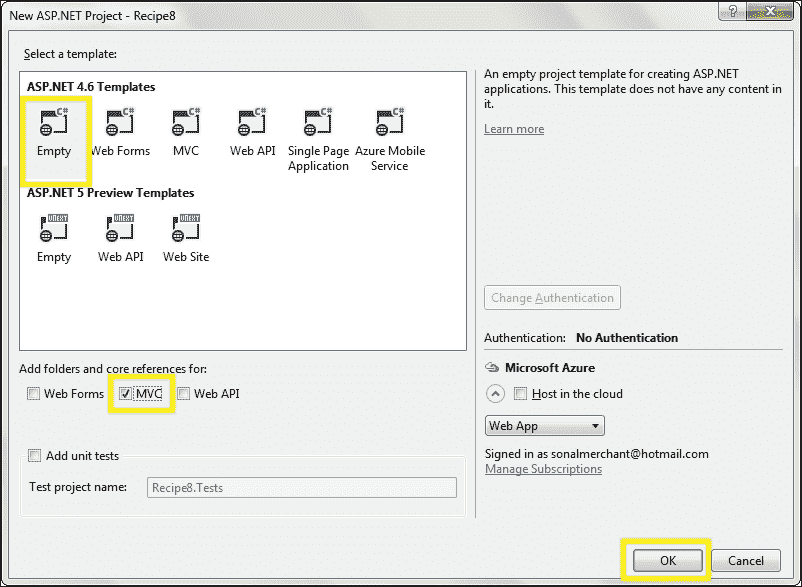 New ASP.NET Project - Recipe8
Select a template:
ASP.NET 4.6 Templates
Empty
Web Forms
MVC
Web API
Single Page
Application
Azure Mobile
Service
ASP.NET 5 Preview Templates
Empty
Web API
Web Site
An empty project template for creating ASP.NET
applications. This template does not have any content in
it.
Learn more
Change Authentication
Authentication: No Authentication
Microsoft Azure
Host in the cloud
Web App
Signed in as sonalmerchant@hotmail.com
Manage Subscriptions
Add folders and core references for:
Web Forms MVC Web API
Add unit tests
Test project name: Recipe8.Tests
OK Cancel